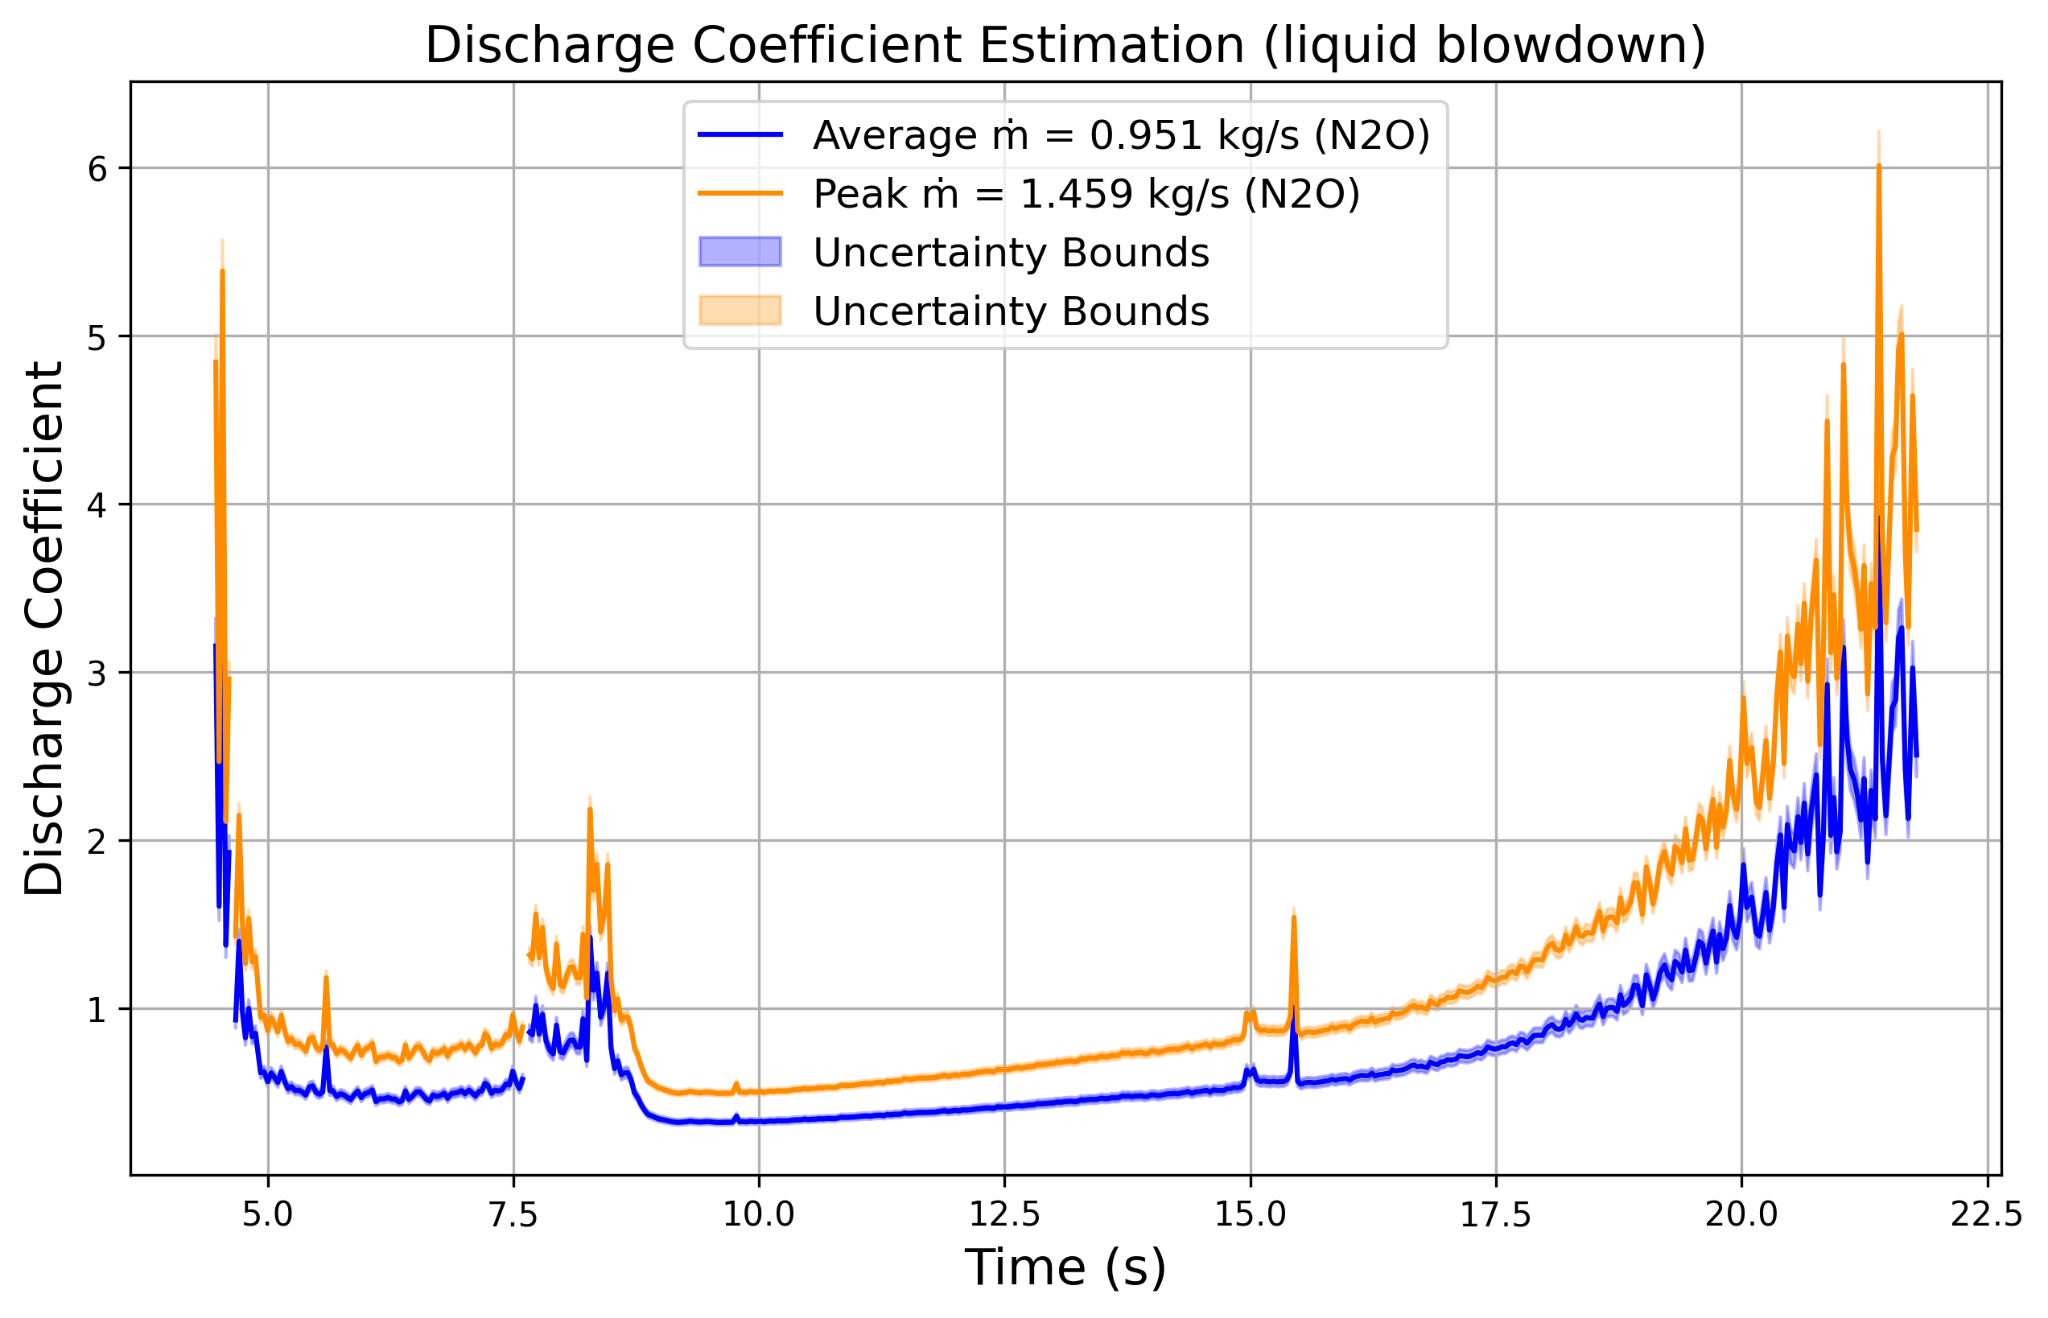 Discharge Coefficient Estimation (liquid blowdown)
Average ṁ = 0.951 kg/s (N2O)
Peak ṁ = 1.459 kg/s (N2O)
Uncertainty Bounds
Uncertainty Bounds
Discharge Coefficient
6
5
4
3
2
1
5.0 7.5 10.0 12.5 15.0 17.5 20.0 22.5
Time (s)